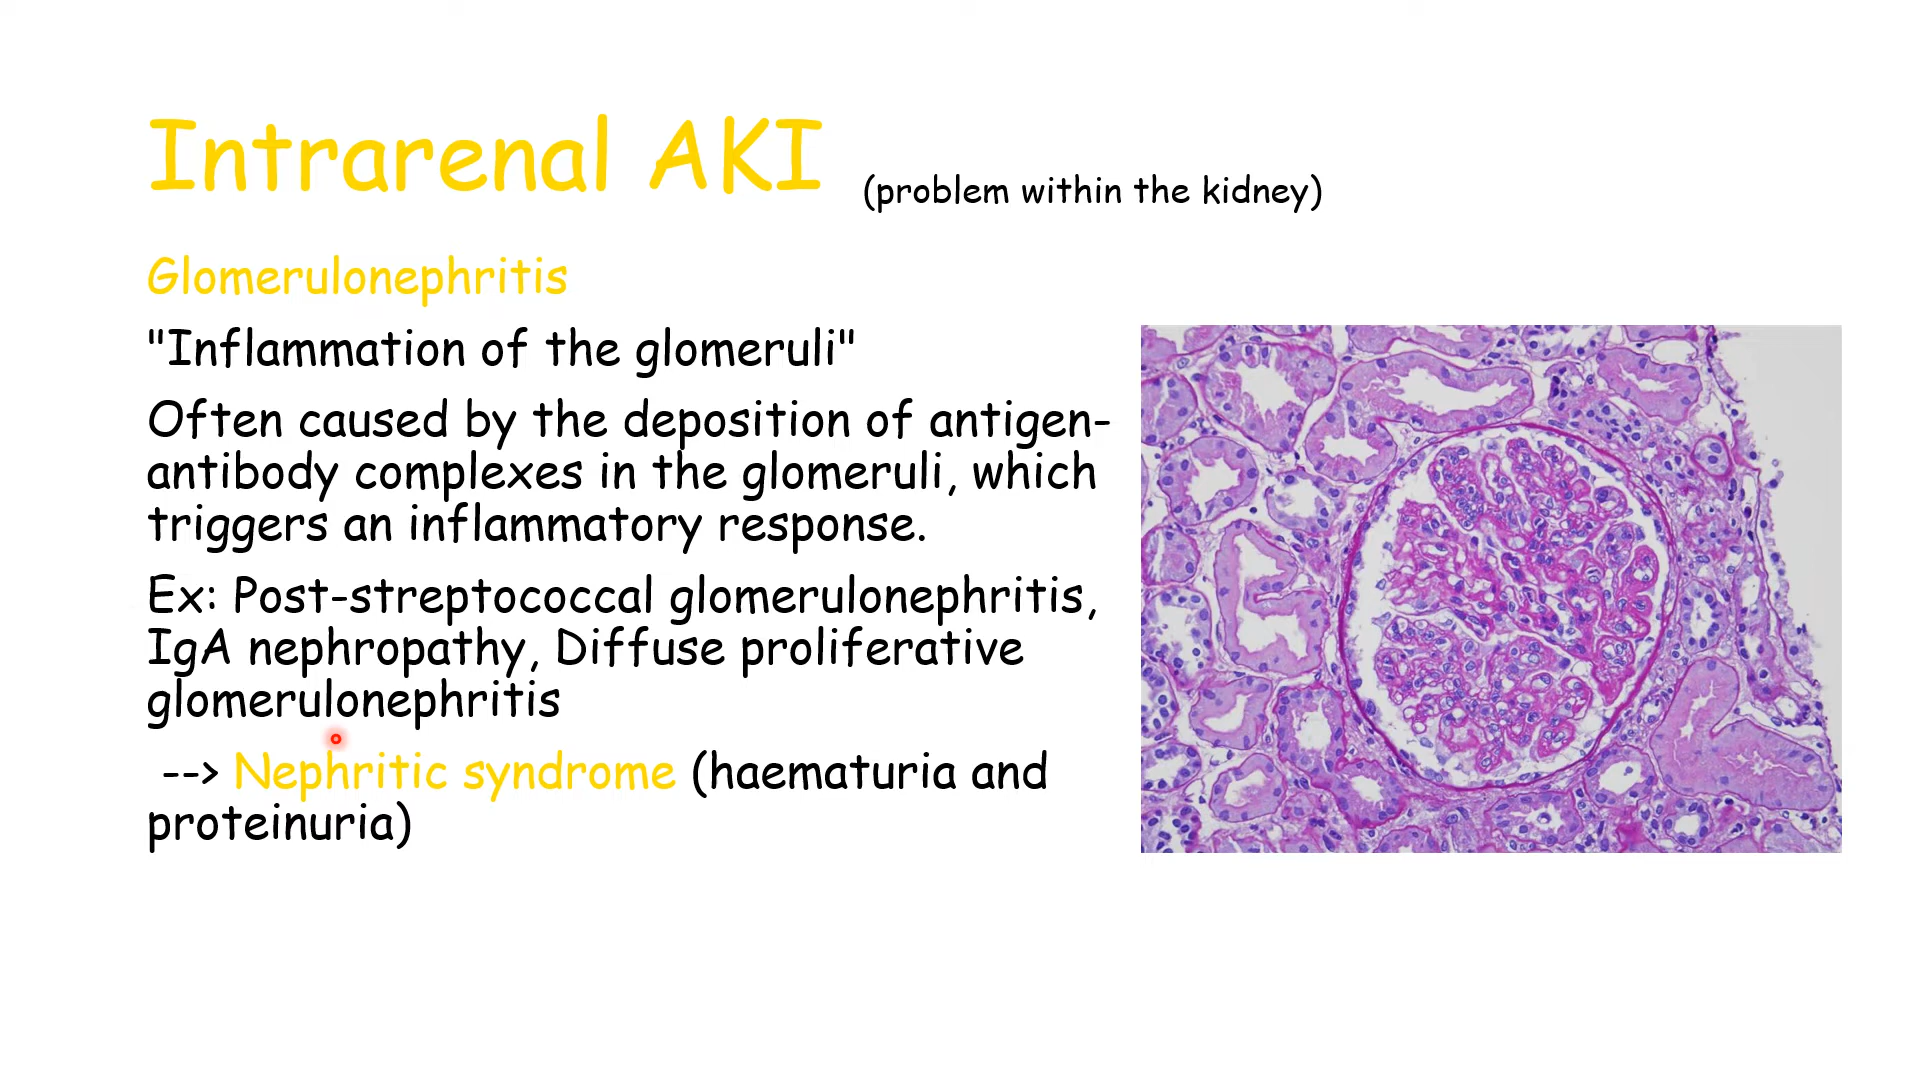 Intrarenal AKI (problem within the kidney)
Glomerulonephritis
"Inflammation of the glomeruli"
Often caused by the deposition of antigen-
antibody complexes in the glomeruli, which
triggers an inflammatory response.
Ex: Post-streptococcal glomerulonephritis,
IgA nephropathy, Diffuse proliferative
glomerulonephritis
--> Nephritic syndrome (haematuria and
proteinuria)